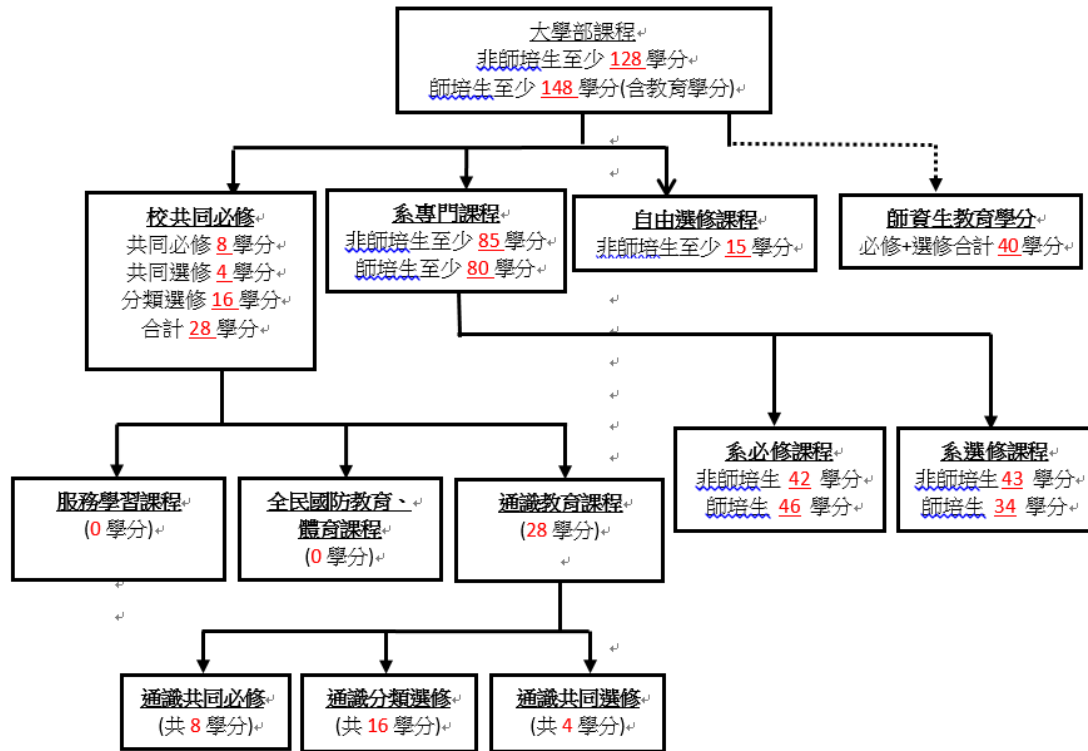 大學部課程
非師培生至少 128 學分
師培生至少 148 學分(含教育學分)
校共同必修
共同必修 8 學分
共同選修 4 學分
分類選修 16 學分
合計 28 學分
系專門課程
非師培生至少 85 學分
師培生至少 80 學分
自由選修課程
非師培生至少 15 學分
師資生教育學分
必修+選修合計 40 學分
系必修課程
非師培生 42 學分
師培生 46 學分
系選修課程
非師培生 43 學分
師培生 34 學分
服務學習課程
(0 學分)
全民國防教育、
體育課程
(0 學分)
通識教育課程
(28 學分)
通識共同必修
(共 8 學分)
通識分類選修
(共 16 學分)
通識共同選修
(共 4 學分)